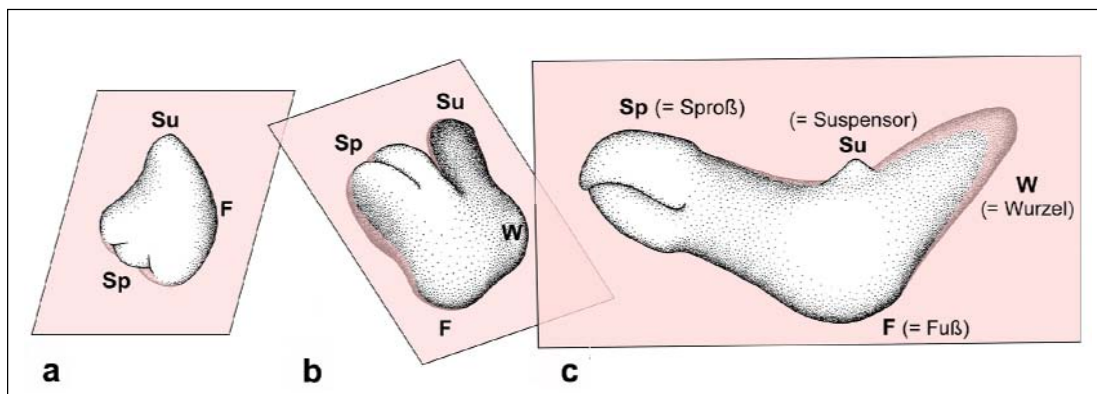 Su
F
Sp
a
Su
Sp
W
F
b
Sp (= Sproß)
(= Suspensor)
Su
W
(= Wurzel)
F (= Fuß)
c